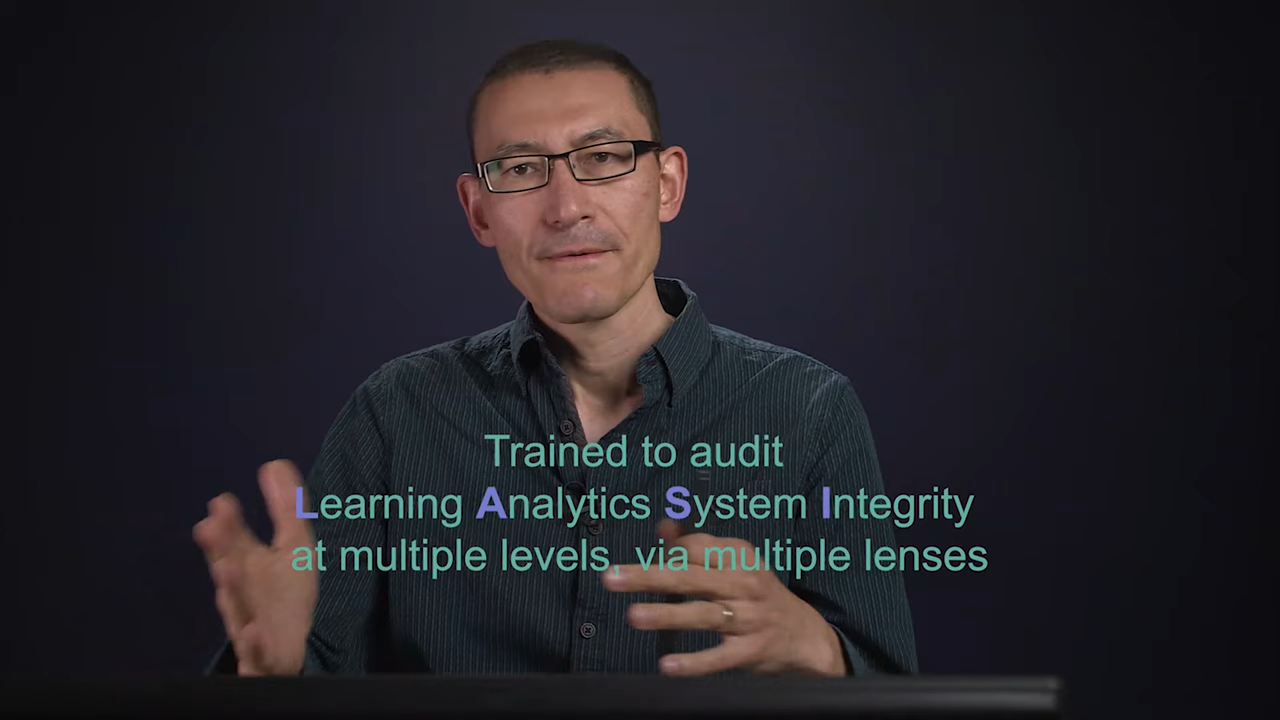 Trained to audit
Learning Analytics System Integrity
at multiple levels, via multiple lenses